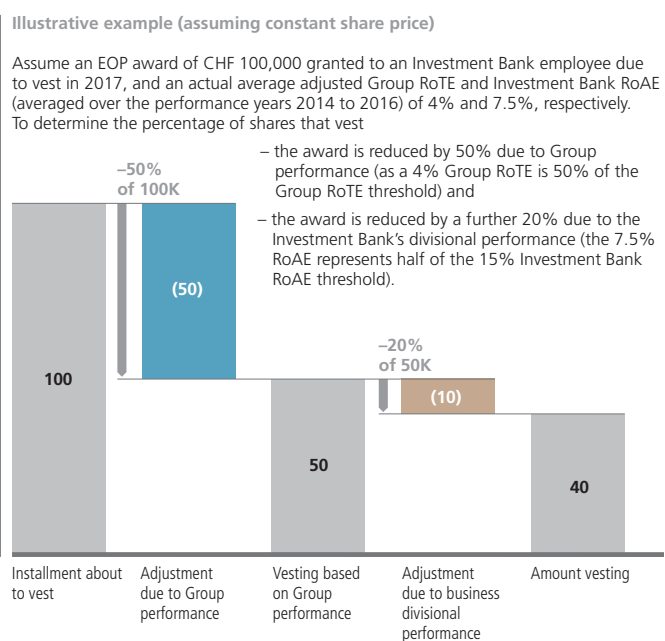 Illustrative example (assuming constant share price)
Assume an EOP award of CHF 100,000 granted to an Investment Bank employee due
to vest in 2017, and an actual average adjusted Group RoTE and Investment Bank RoAE
(averaged over the performance years 2014 to 2016) of 4% and 7.5%, respectively.
To determine the percentage of shares that vest
– the award is reduced by 50% due to Group
performance (as a 4% Group RoTE is 50% of the
Group RoTE threshold) and
– the award is reduced by a further 20% due to the
Investment Bank’s divisional performance (the 7.5%
RoAE represents half of the 15% Investment Bank
RoAE threshold).
–50%
of 100K
(50)
–20%
of 50K
100
(10)
50
40
Installment about
to vest
Adjustment
due to Group
performance
Vesting based
on Group
performance
Adjustment
due to business
divisional
performance
Amount vesting